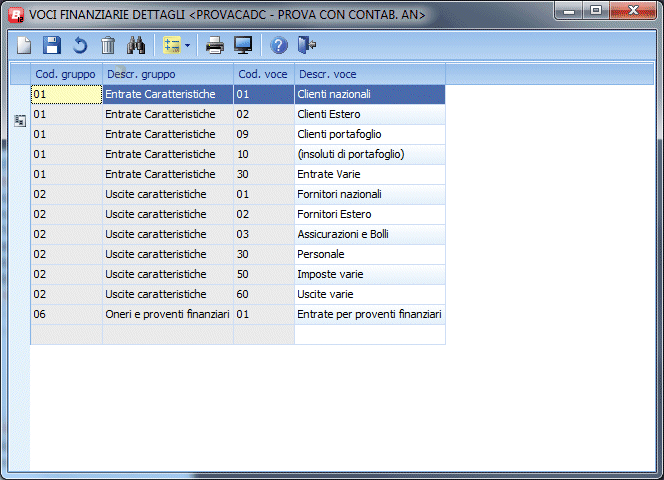 VOCI FINANZIARIE DETTAGLI <PROVACADC - PROVA CON CONTAB. AN>
Cod. gruppo Descr. gruppo Cod. voce Descr. voce
01 Entrate Caratteristiche 01 Clienti nazionali
01 Entrate Caratteristiche 02 Clienti Estero
01 Entrate Caratteristiche 09 Clienti portafoglio
01 Entrate Caratteristiche 10 (insoluti di portafoglio)
01 Entrate Caratteristiche 30 Entrate Varie
02 Uscite caratteristiche 01 Fornitori nazionali
02 Uscite caratteristiche 02 Fornitori Estero
02 Uscite caratteristiche 03 Assicurazioni e Bolli
02 Uscite caratteristiche 30 Personale
02 Uscite caratteristiche 50 Imposte varie
02 Uscite caratteristiche 60 Uscite varie
06 Oneri e proventi finanziari 01 Entrate per proventi finanziari